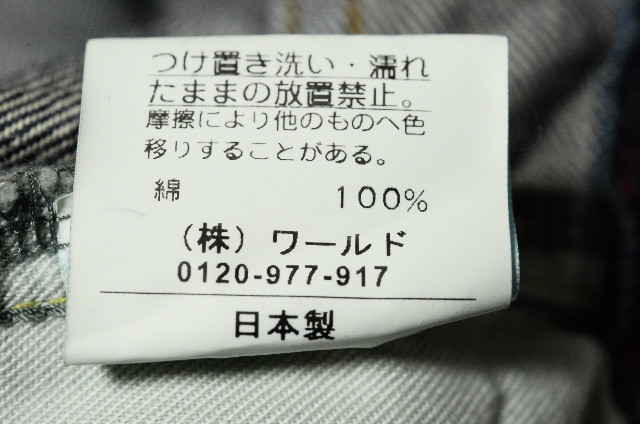 つけ置き洗い・濡れ
たままの放置禁止。
摩擦により他のものへ色
移りすることがある。
綿 100%
(株) ワールド
0120-977-917
日本製